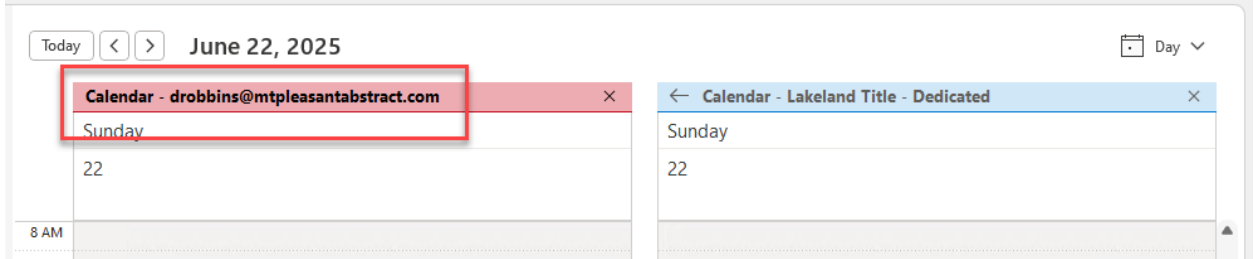 Today < > June 22, 2025 Day
Calendar - drobbins@mtpleasantabstract.com × ← Calendar - Lakeland Title - Dedicated ×
Sunday Sunday
22 22
8 AM